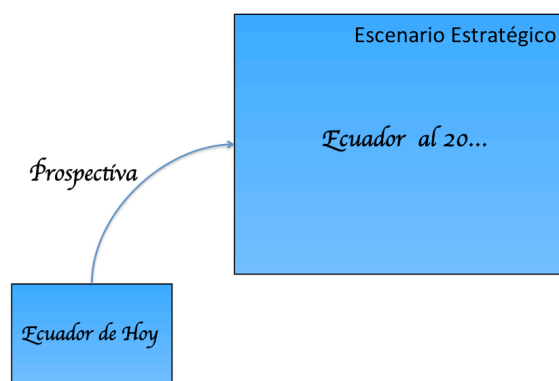 Escenario Estratégico
Ecuador al 20...
Prospectiva
Ecuador de Hoy